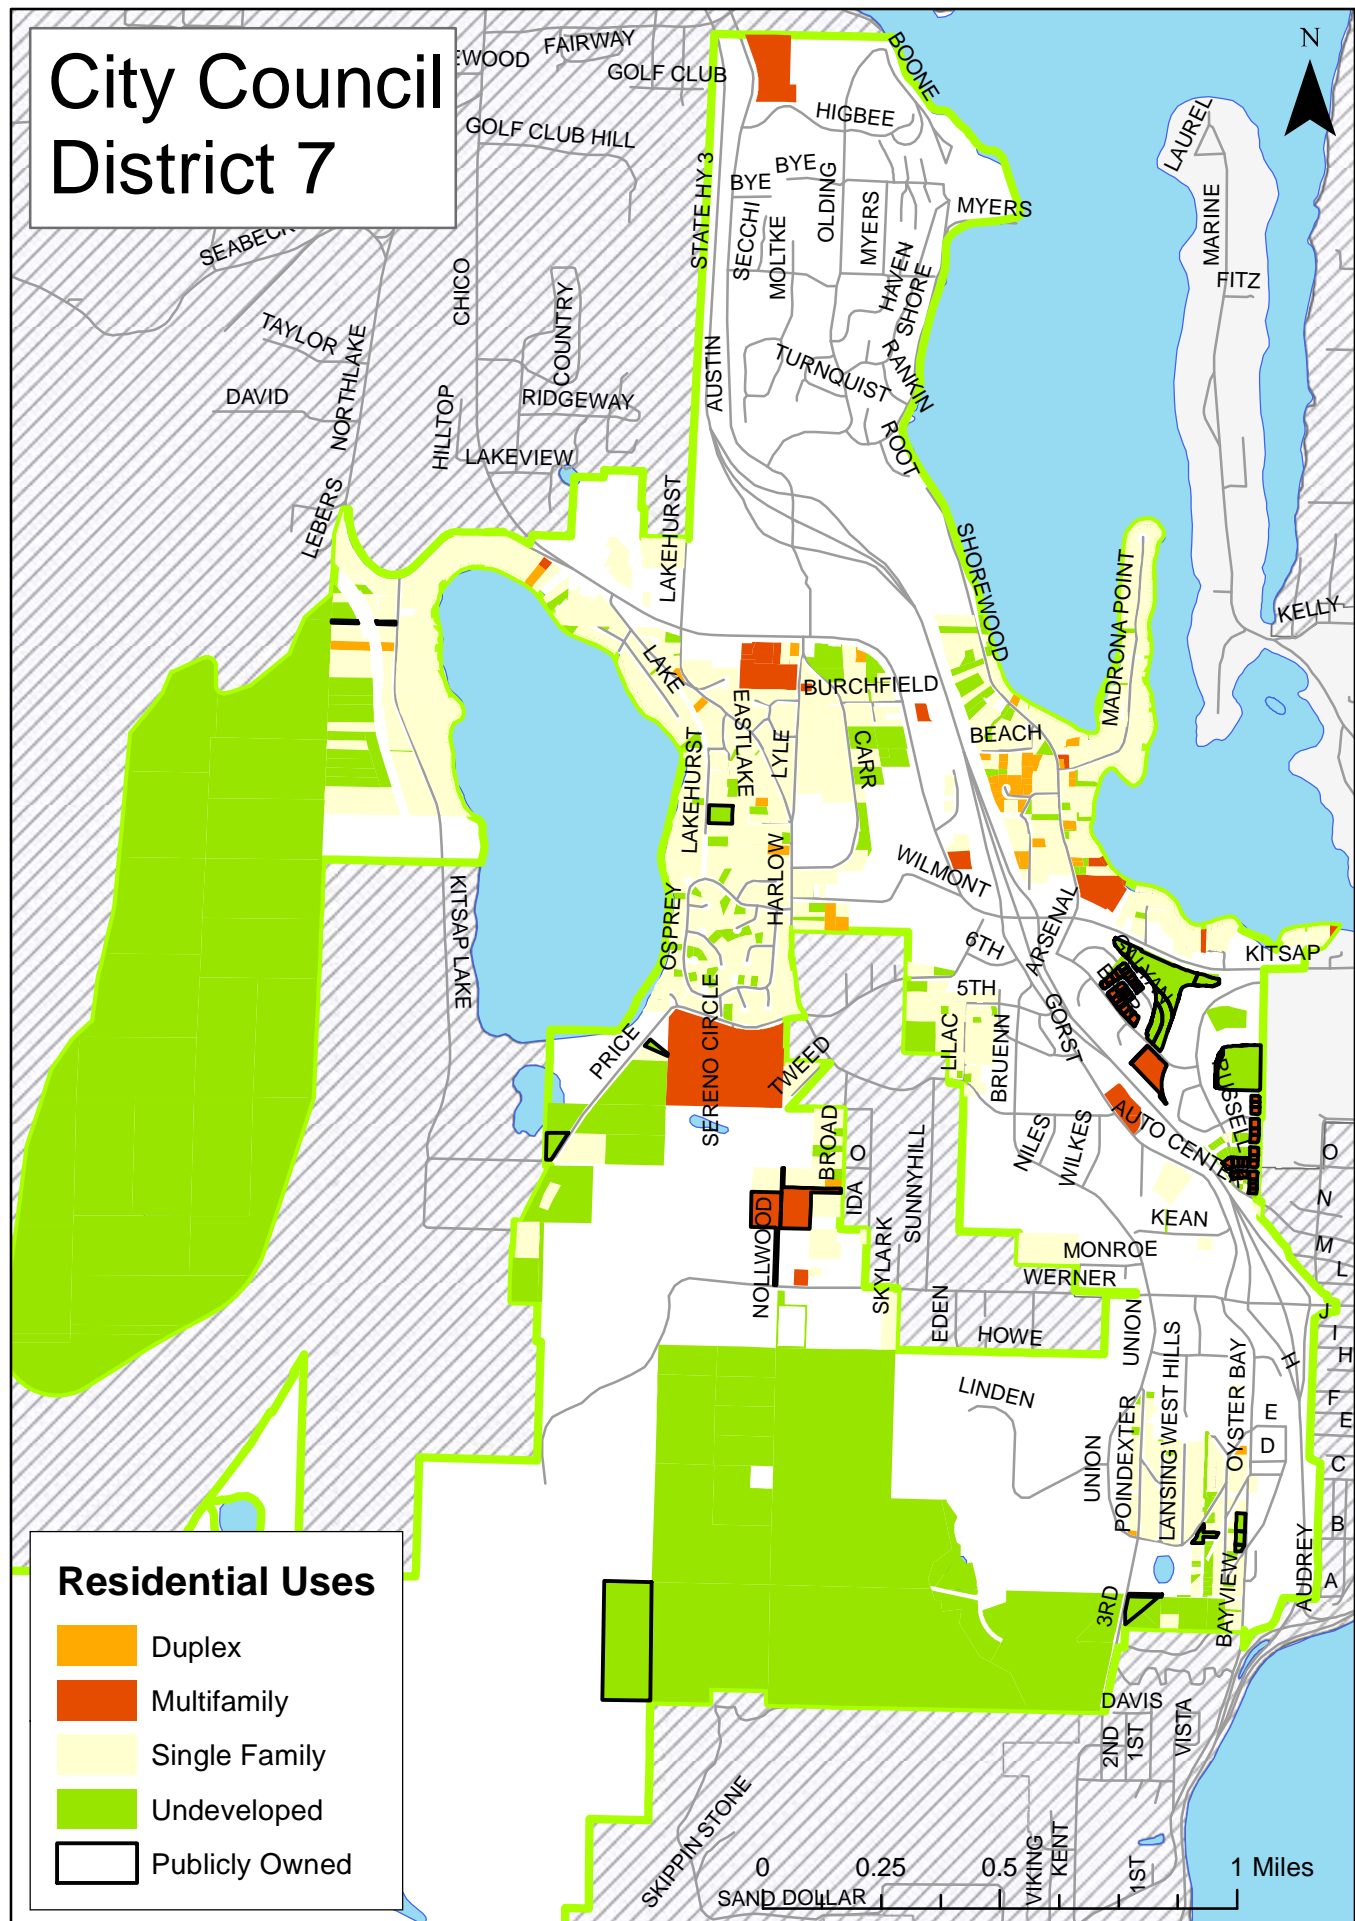 City Council
District 7
N
EWOOD
FAIRWAY
GOLF CLUB
GOLF CLUB HILL
BOONE
HIGBEE
LAUREL
STATE HY 3
BYE
BYE
OLDING
MYERS
MYERS
MARINE
SECCHI
MOLTKE
HAVEN
SHORE
FITZ
SEABECK
CHICO
TAYLOR
NORTHLAKE
COUNTRY
DAVID
HILLTOP
RIDGEWAY
AUSTIN
TURNQUIST
RANKIN
ROOT
LAKEVIEW
LEBERS
LAKEHURST
SHOREWOOD
MADRONA POINT
KELLY
LAKE
EASTLAKE
BURCHFIELD
LAKEHURST
LYLE
CARR
BEACH
HARLOW
WILMONT
KITSAP LAKE
OSPREY
ARSENAL
6TH
5TH
KITSAP
GORST
LILAC
BRUENN
PRICE
SERENO CIRCLE
TWEED
RUSSELL
AUTO CENTER
NILES
WILKES
BROAD
O
IDA
SUNNYHILL
NOLLWOOD
SKYLARK
KEAN
MONROE
WERNER
EDEN
HOWE
O
N
M
L
J
I
H
H
F
E
C
B
A
UNION
LINDEN
UNION
POINDEXTER
LANSING
WEST HILLS
OYSTER BAY
E
D
AUDREY
BAYVIEW
3RD
DAVIS
2ND
1ST
VISTA
SKIPPIN STONE
SAND DOLLAR
VIKING
KENT
1ST
Residential Uses
Duplex
Multifamily
Single Family
Undeveloped
Publicly Owned
0 0.25 0.5 1 Miles